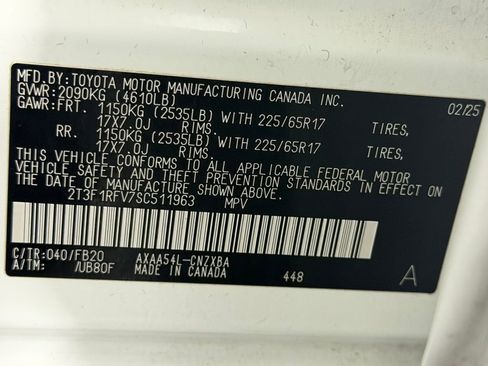 MFD.BY:TOYOTA MOTOR MANUFACTURING CANADA INC.
GVWR: 2090KG (4610LB) 02/25
GAWR:FRT. 1150KG (2535LB) WITH 225/65R17 TIRES,
17X7.0J RIMS.
RR. 1150KG (2535LB) WITH 225/65R17 TIRES,
17X7.0J RIMS.
THIS VEHICLE CONFORMS TO ALL APPLICABLE FEDERAL MOTOR
VEHICLE SAFETY AND THEFT PREVENTION STANDARDS IN EFFECT ON
THE DATE OF MANUFACTURE SHOWN ABOVE.
2T3F1RFV7SC511963 MPV
C/TR:040/FB20 AXAA54L-CNZXBA
A/TM: /UB80F MADE IN CANADA 448 A